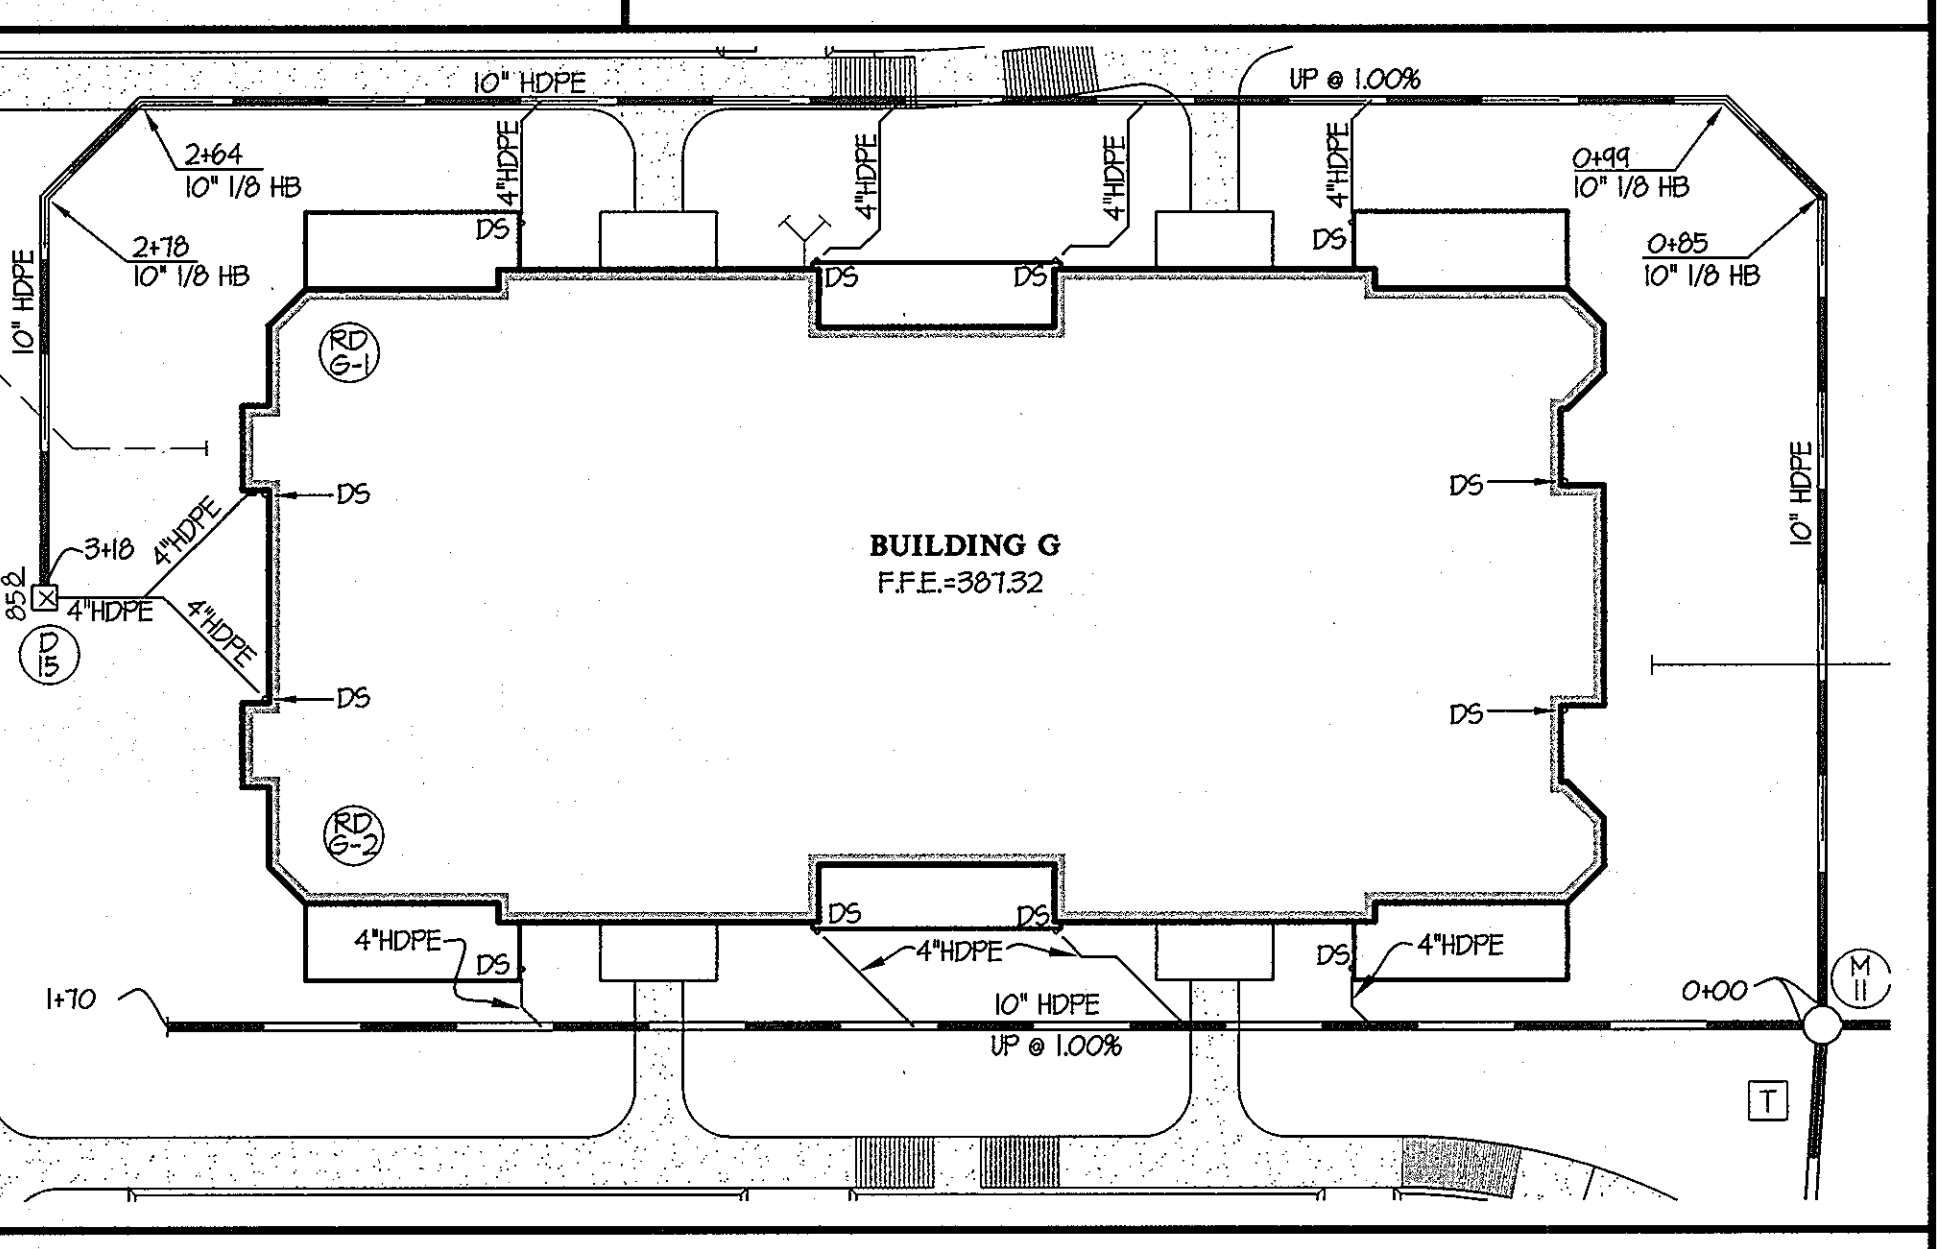 10" HDPE
UP @ 1.00%
2+64
10" 1/8 HB
4"HDPE
4"HDPE
4"HDPE
4"HDPE
0+99
10" 1/8 HB
2+78
10" 1/8 HB
DS
DS
DS
DS
0+85
10" 1/8 HB
10" HDPE
RD
G-1
DS
DS
10" HDPE
4"HDPE
3+18
BUILDING G
F.F.E.=387.32
858
4"HDPE
4"HDPE
D
15
DS
DS
RD
G-2
DS
DS
4"HDPE
DS
4"HDPE
DS
4"HDPE
M
11
1+70
10" HDPE
0+00
UP @ 1.00%
T